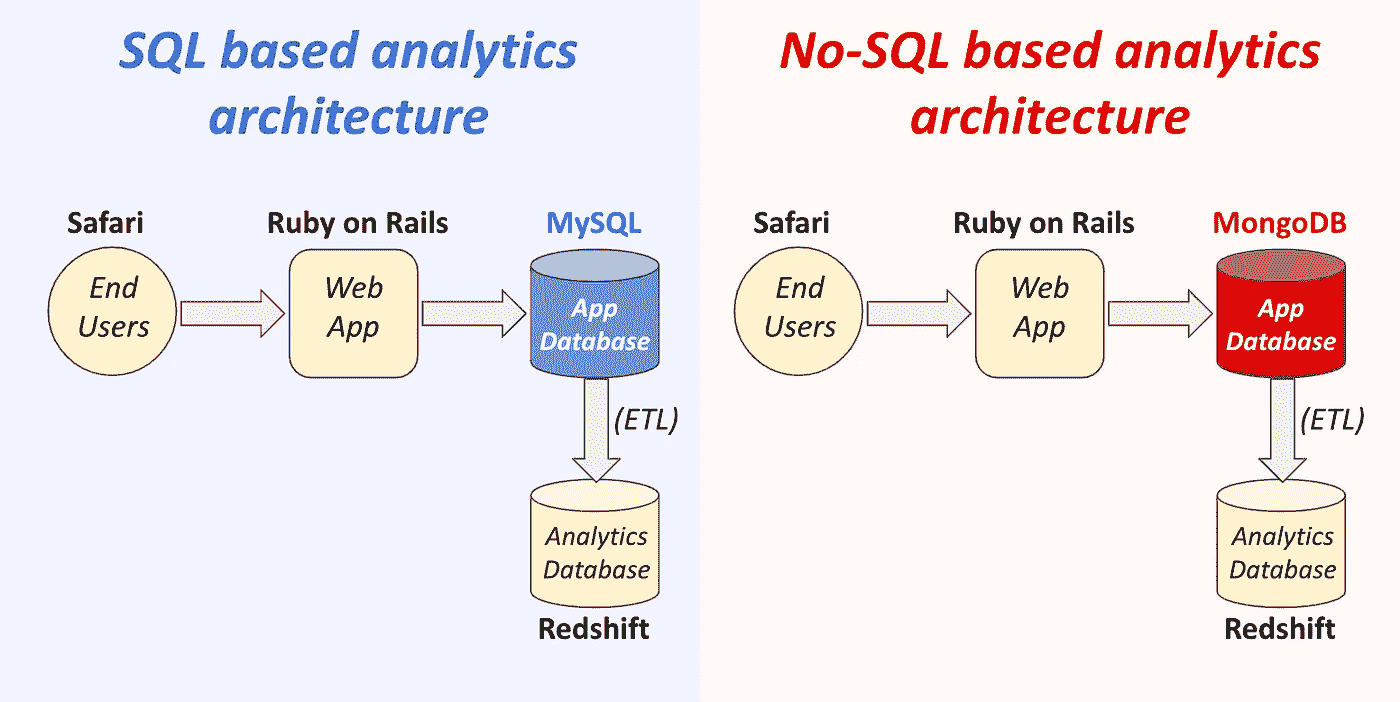 SQL based analytics
architecture
Safari
Ruby on Rails
MySQL
End
Users
Web
App
App
Database
(ETL)
Analytics
Database
Redshift
No-SQL based analytics
architecture
Safari
Ruby on Rails
MongoDB
End
Users
Web
App
App
Database
(ETL)
Analytics
Database
Redshift